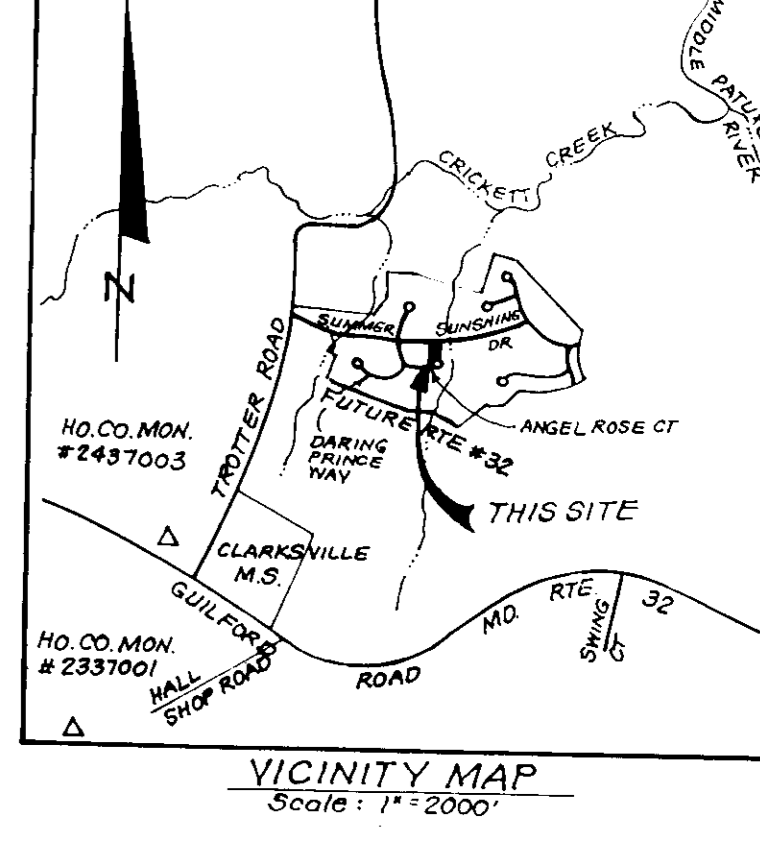 MIDDLE
RIVER
CRICKETT CREEK
N
SUMMER SUNSHINE
DR
TROTTER ROAD
FUTURE RTE #32
ANGEL ROSE CT
DARING
PRINCE
WAY
HO.CO.MON.
#2437003
THIS SITE
CLARKSVILLE
M.S.
GUILFORD ROAD
MD. RTE. 32
SWING
CT
HO.CO.MON.
#2337001
HALL
SHOP ROAD
VICINITY MAP
Scale: 1"=2000'